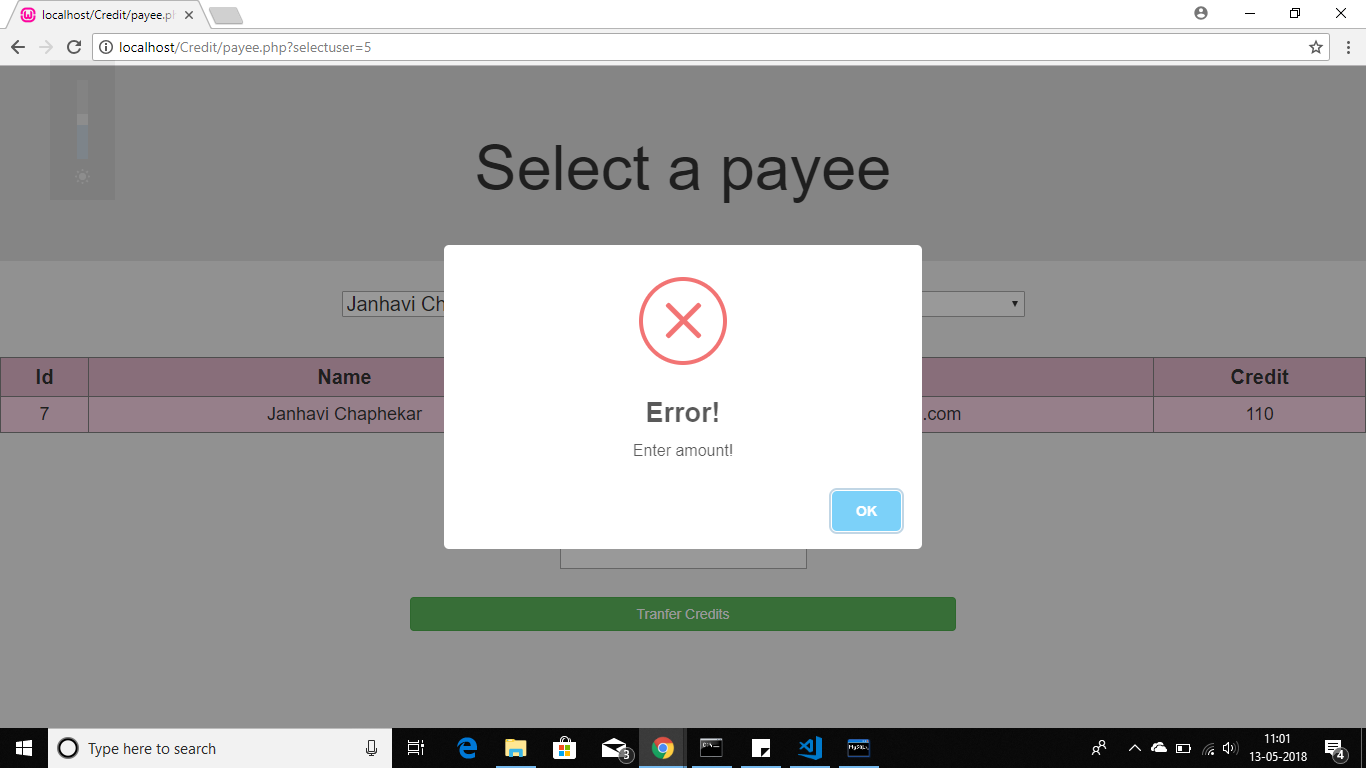 localhost/Credit/payee.p
localhost/Credit/payee.php?selectuser=5
Select a payee
Janhavi Ch
Id Name Credit
7 Janhavi Chaphekar .com 110
Error!
Enter amount!
OK
Tranfer Credits
Type here to search
3
C:\_
MySQL
11:01
13-05-2018
4